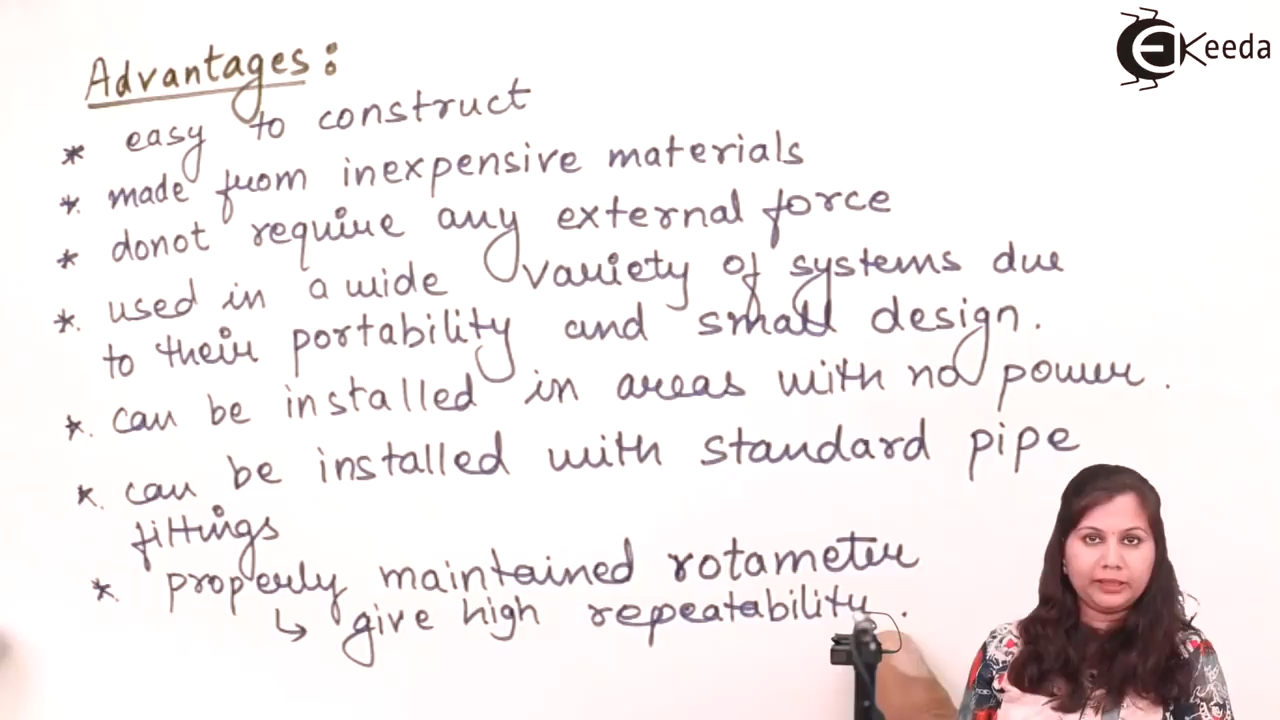 Ekeeda
Advantages :
* easy to construct
* made from inexpensive materials
* donot require any external force
* used in a wide variety of systems due
to their portability and small design.
* can be installed in areas with no power.
* can be installed with standard pipe
fittings
* properly maintained rotameter
↳ give high repeatability.